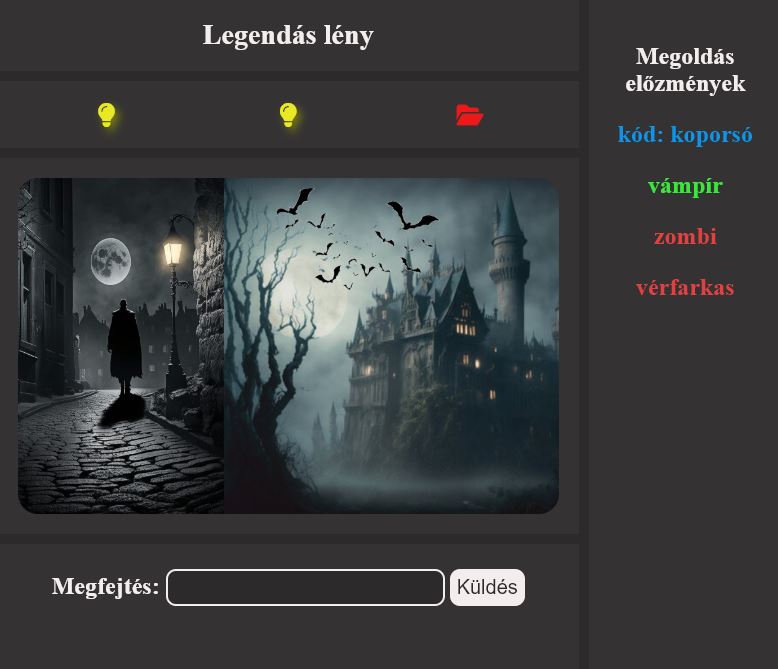 Legendás lény
Megfejtés:
Küldés
Megoldás
előzmények
kód: koporsó
vámpír
zombi
vérfarkas